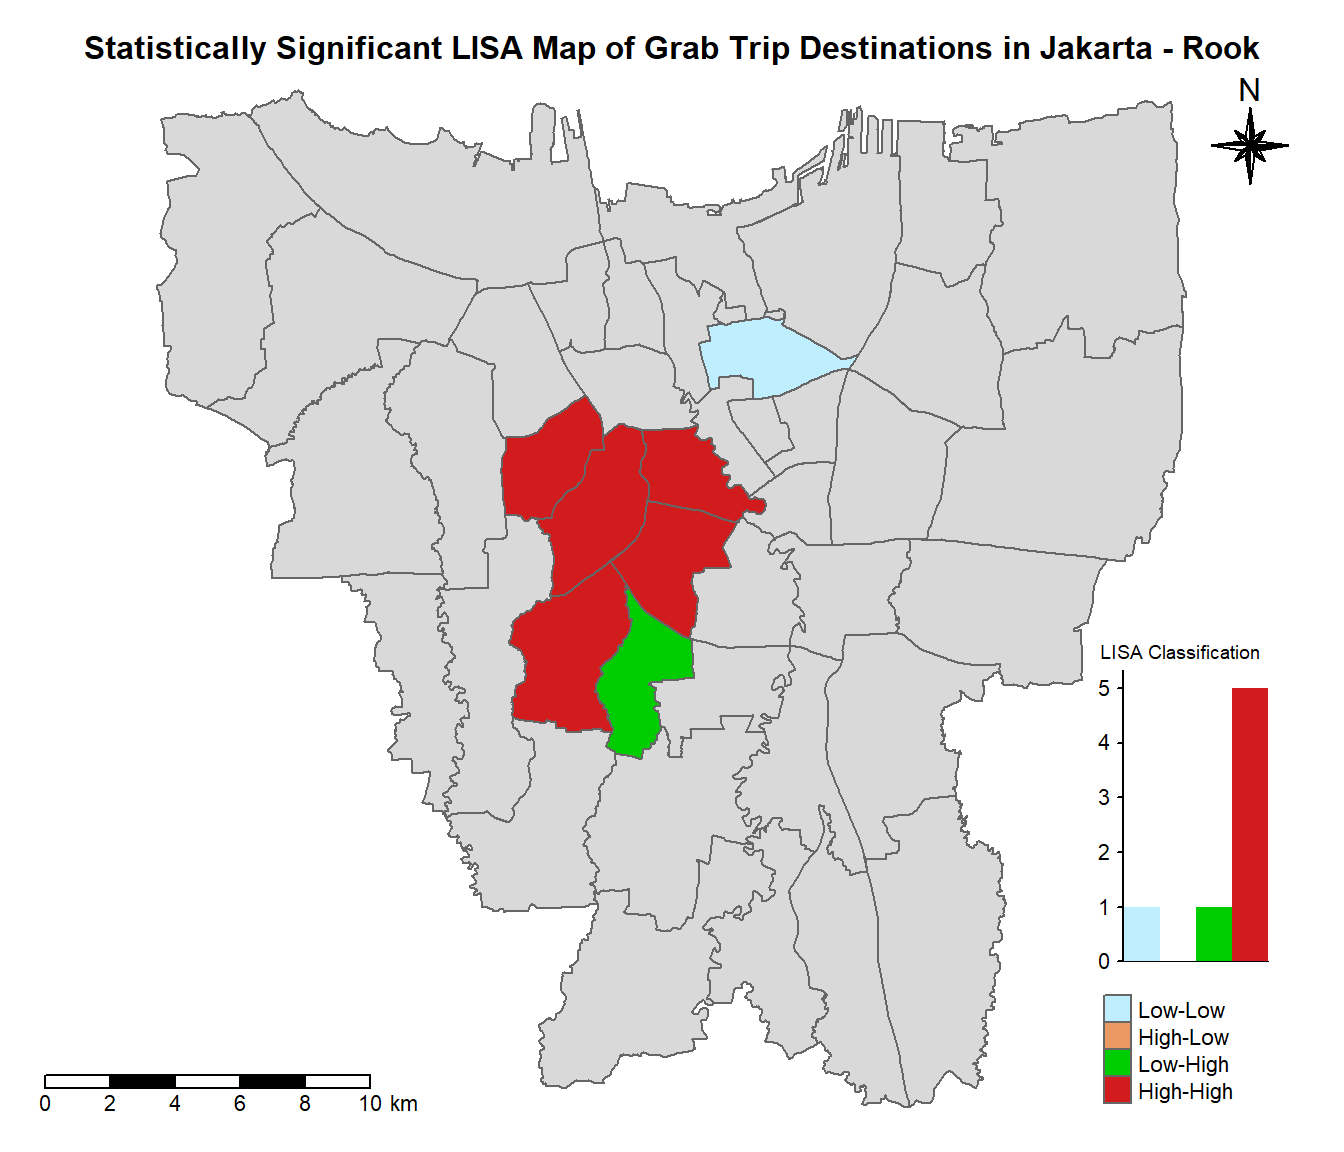 Statistically Significant LISA Map of Grab Trip Destinations in Jakarta - Rook
N
LISA Classification
5
4
3
2
1
0
Low-Low
High-Low
Low-High
High-High
0 2 4 6 8 10 km